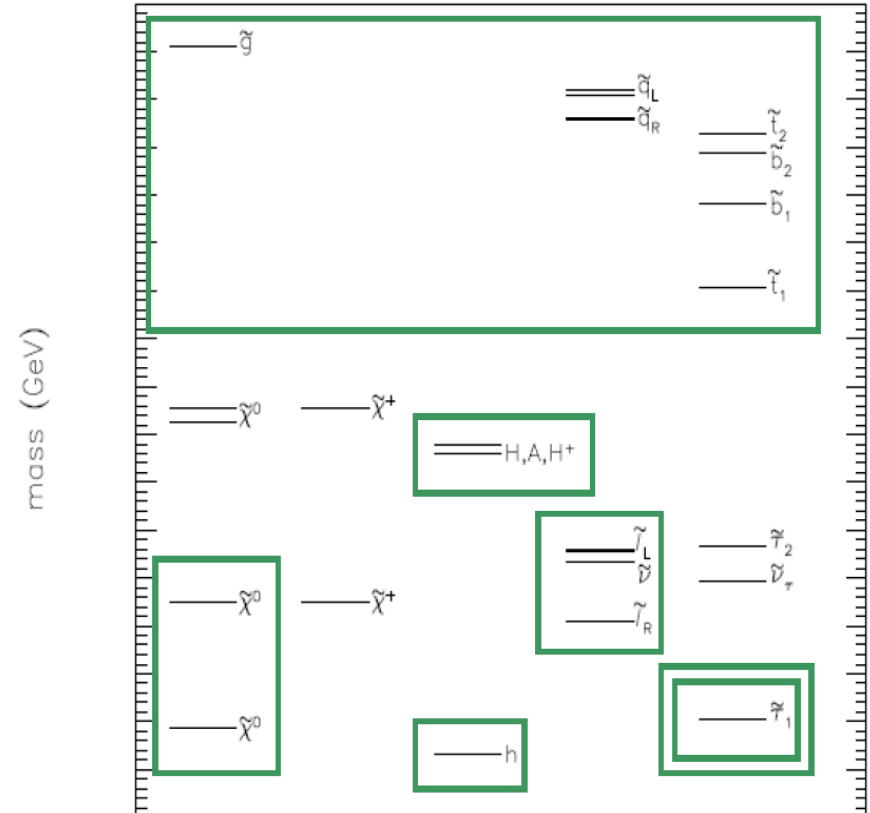 mass (GeV)
g̃
q̃L
q̃R
t̃2
b̃2
b̃1
t̃1
χ̃0
χ̃+
H,A,H+
l̃L
ν̃
l̃R
τ̃2
ν̃τ
χ̃0
χ̃+
τ̃1
χ̃0
h